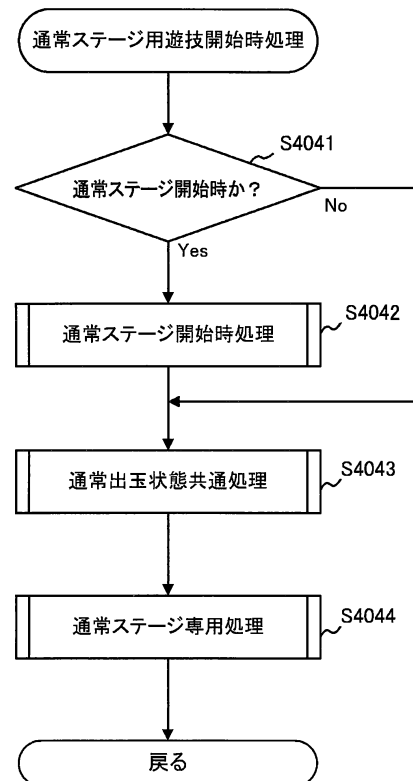 通常ステージ用遊技開始時処理
S4041
通常ステージ開始時か？
No
Yes
S4042
通常ステージ開始時処理
S4043
通常出玉状態共通処理
S4044
通常ステージ専用処理
戻る